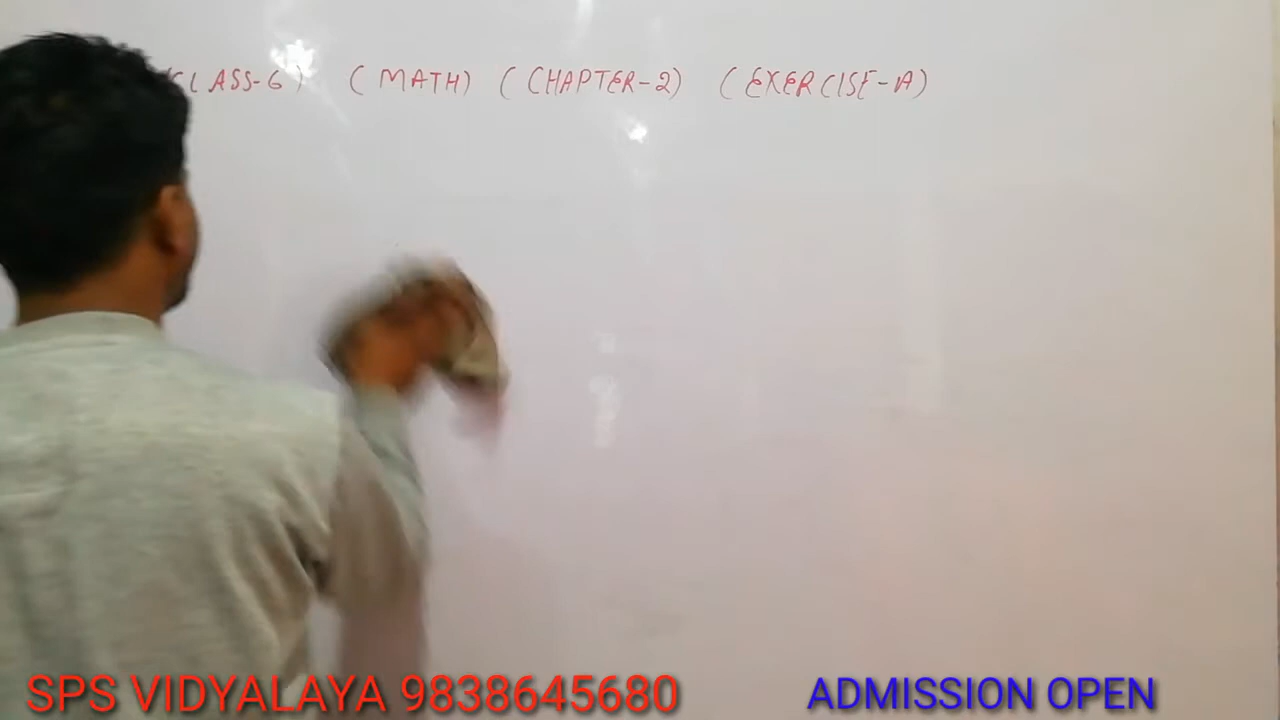 (CLASS-6) (MATH) (CHAPTER-2) (EXERCISE-A)
SPS VIDYALAYA 9838645680 ADMISSION OPEN